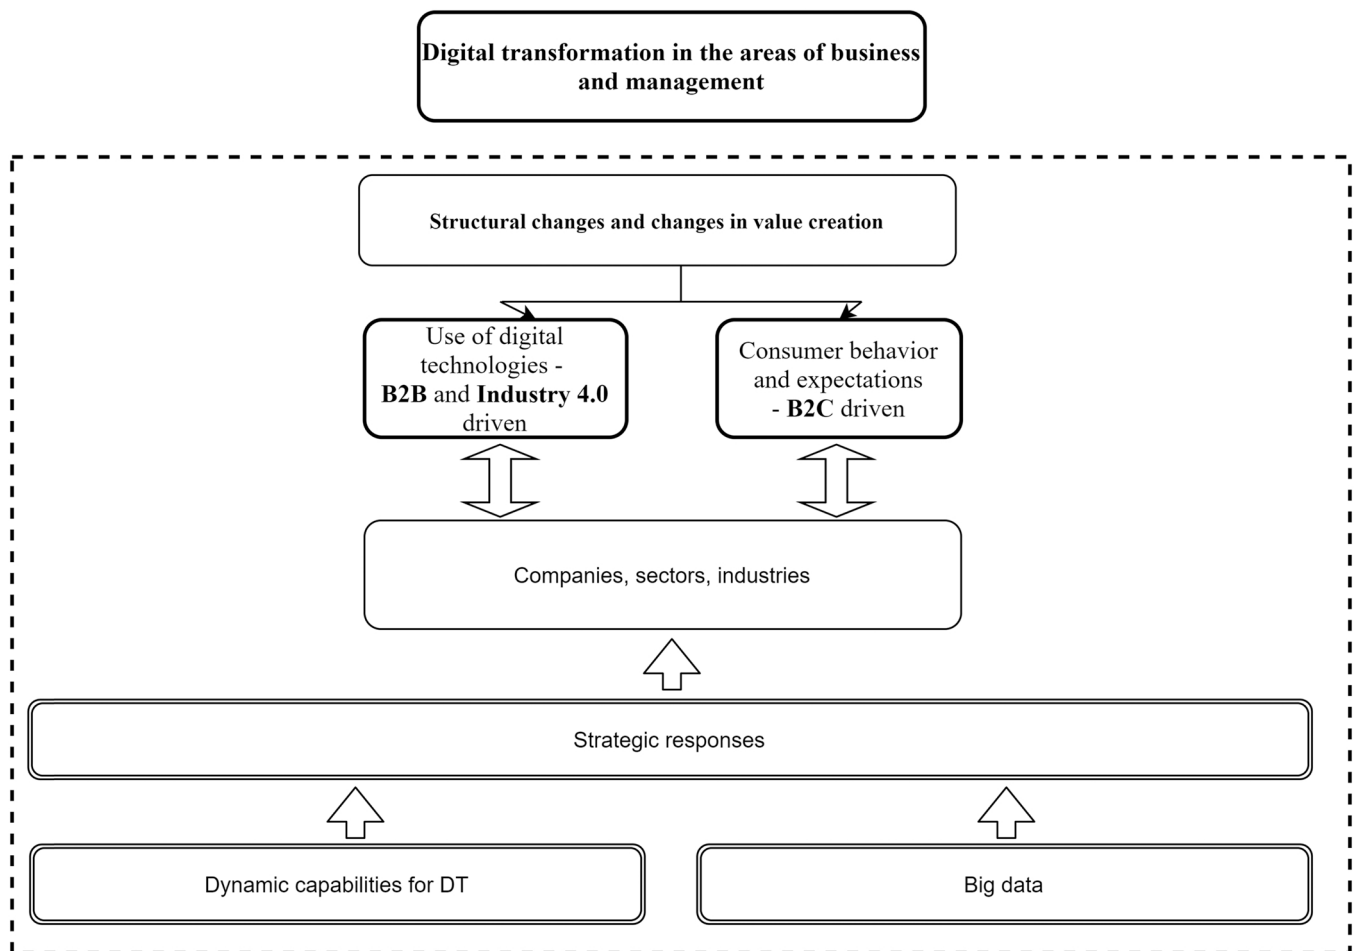 Digital transformation in the areas of business
and management
Structural changes and changes in value creation
Use of digital
technologies -
B2B and Industry 4.0
driven
Consumer behavior
and expectations
- B2C driven
Companies, sectors, industries
Strategic responses
Dynamic capabilities for DT
Big data